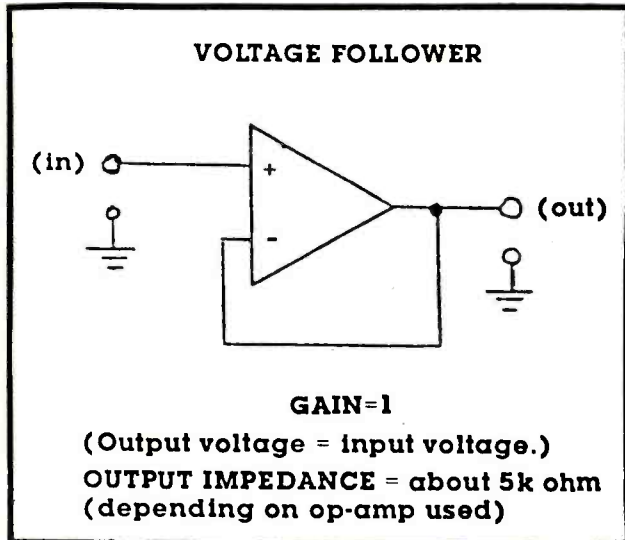 VOLTAGE FOLLOWER
(in)
+
-
(out)
GAIN=1
(Output voltage = input voltage.)
OUTPUT IMPEDANCE = about 5k ohm
(depending on op-amp used)